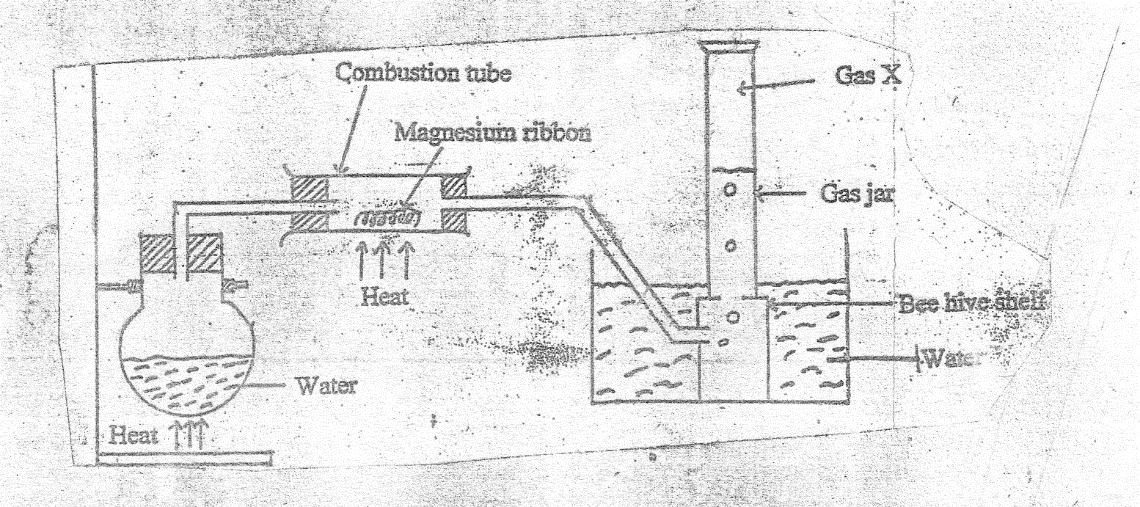 Combustion tube
Gas X
Magnesium ribbon
Gas jar
Heat
Bee hive shelf
Water
Water
Heat